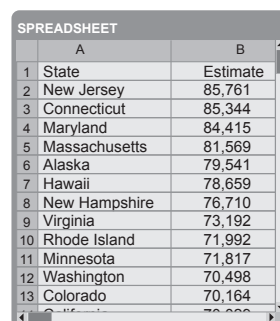 SPREADSHEET
A B
1 State Estimate
2 New Jersey 85,761
3 Connecticut 85,344
4 Maryland 84,415
5 Massachusetts 81,569
6 Alaska 79,541
7 Hawaii 78,659
8 New Hampshire 76,710
9 Virginia 73,192
10 Rhode Island 71,992
11 Minnesota 71,817
12 Washington 70,498
13 Colorado 70,164